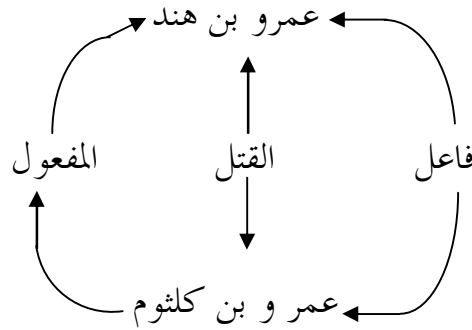 عمرو بن هند
فاعل القتل المفعول
عمر و بن كلثوم